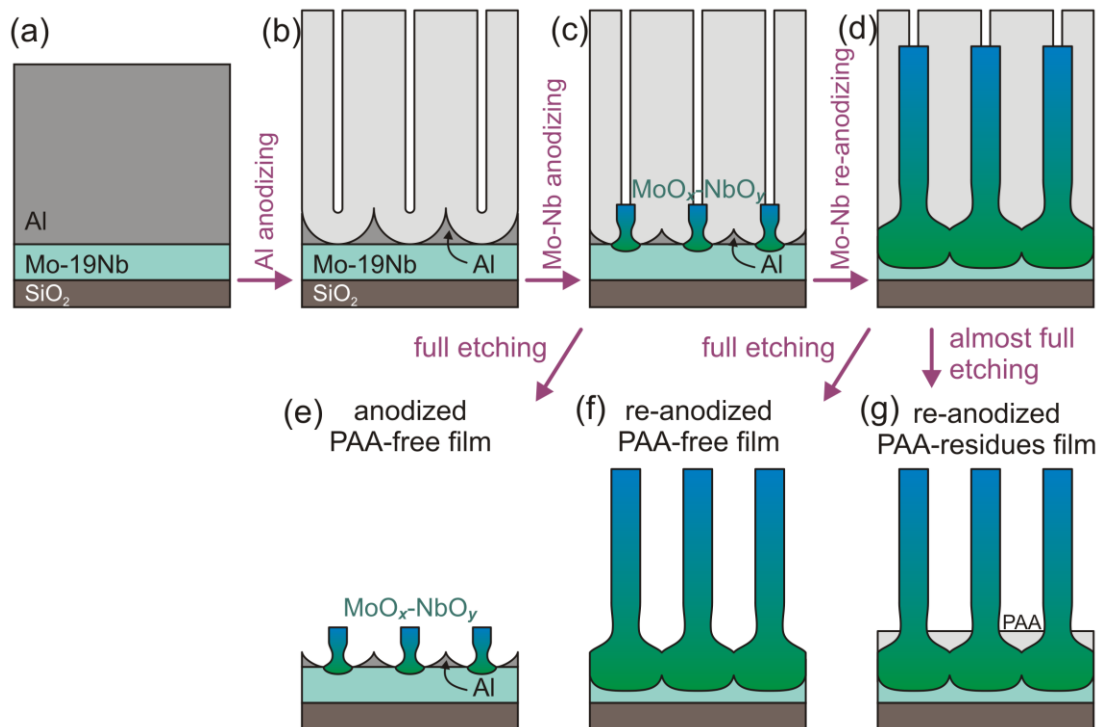 (a)
Al
Mo-19Nb
SiO₂
Al anodizing
(b)
Mo-19Nb
Al
SiO₂
Mo-Nb anodizing
(c)
MoOₓ-NbOᵧ
Al
Mo-Nb re-anodizing
(d)
full etching
full etching
almost full
etching
(e)
anodized
PAA-free film
MoOₓ-NbOᵧ
Al
(f)
re-anodized
PAA-free film
(g)
re-anodized
PAA-residues film
PAA